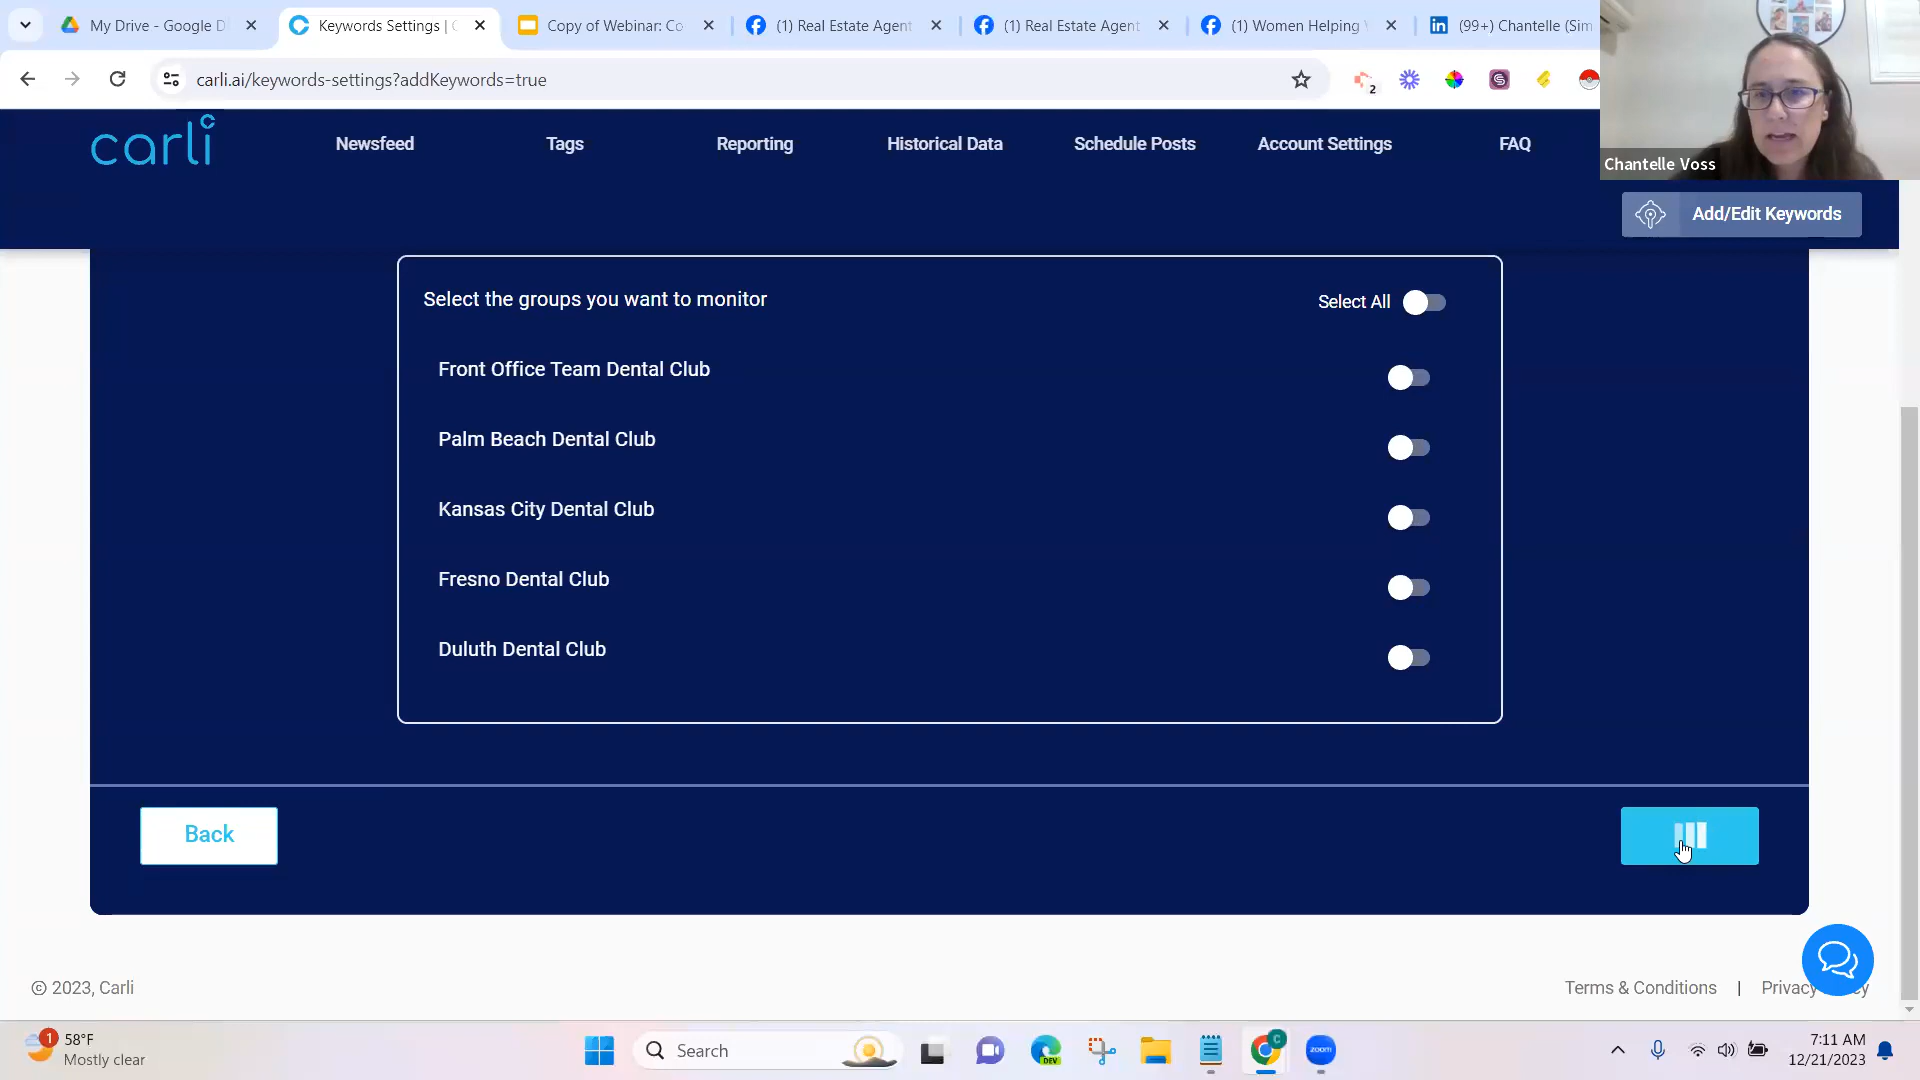 My Drive - Google D
Keywords Settings | C
Copy of Webinar: Co
(1) Real Estate Agent
(1) Real Estate Agent
(1) Women Helping
(99+) Chantelle (Sim
carli.ai/keywords-settings?addKeywords=true
2
Chantelle Voss
carli
Newsfeed
Tags
Reporting
Historical Data
Schedule Posts
Account Settings
FAQ
Add/Edit Keywords
Select the groups you want to monitor
Select All
Front Office Team Dental Club
Palm Beach Dental Club
Kansas City Dental Club
Fresno Dental Club
Duluth Dental Club
Back
© 2023, Carli
Terms & Conditions | Privacy
1
58°F
Mostly clear
Search
DEV
C
zoom
7:11 AM
12/21/2023